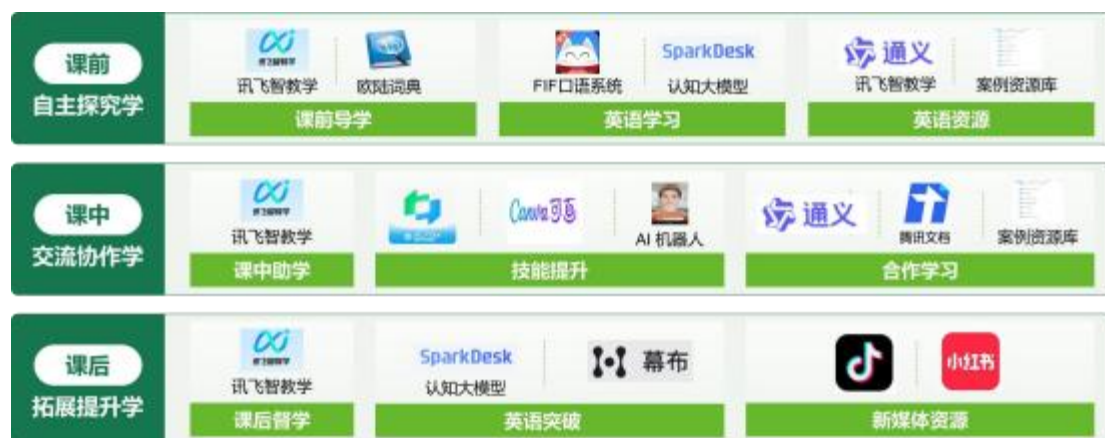 课前
自主探究学
讯飞智教学
欧陆词典
课前导学
FIF口语系统
SparkDesk
认知大模型
英语学习
通义
讯飞智教学
案例资源库
英语资源
课中
交流协作学
讯飞智教学
课中助学
Canva可画
AI 机器人
技能提升
通义
腾讯文档
案例资源库
合作学习
课后
拓展提升学
讯飞智教学
课后督学
SparkDesk
认知大模型
幕布
英语突破
小红书
新媒体资源